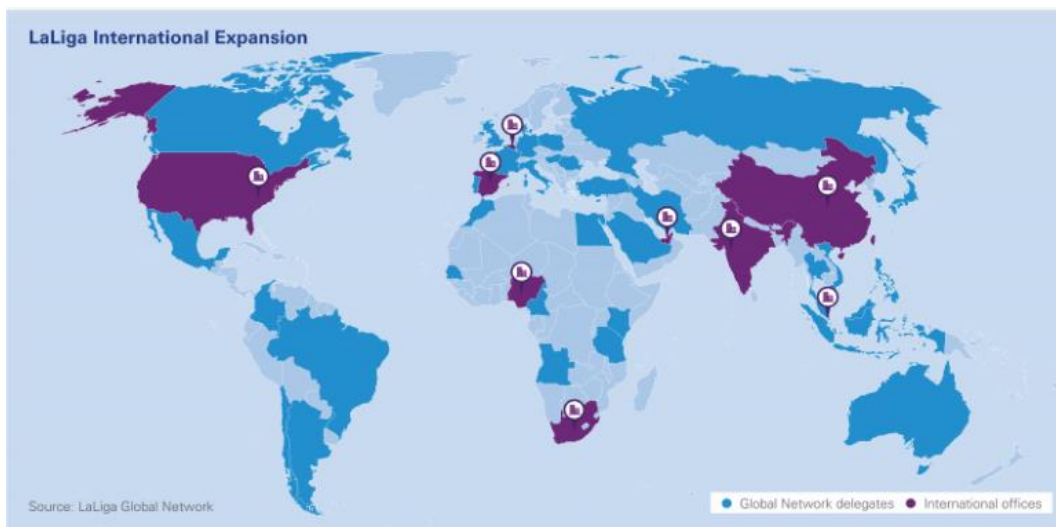 LaLiga International Expansion
Source: LaLiga Global Network
Global Network delegates International offices